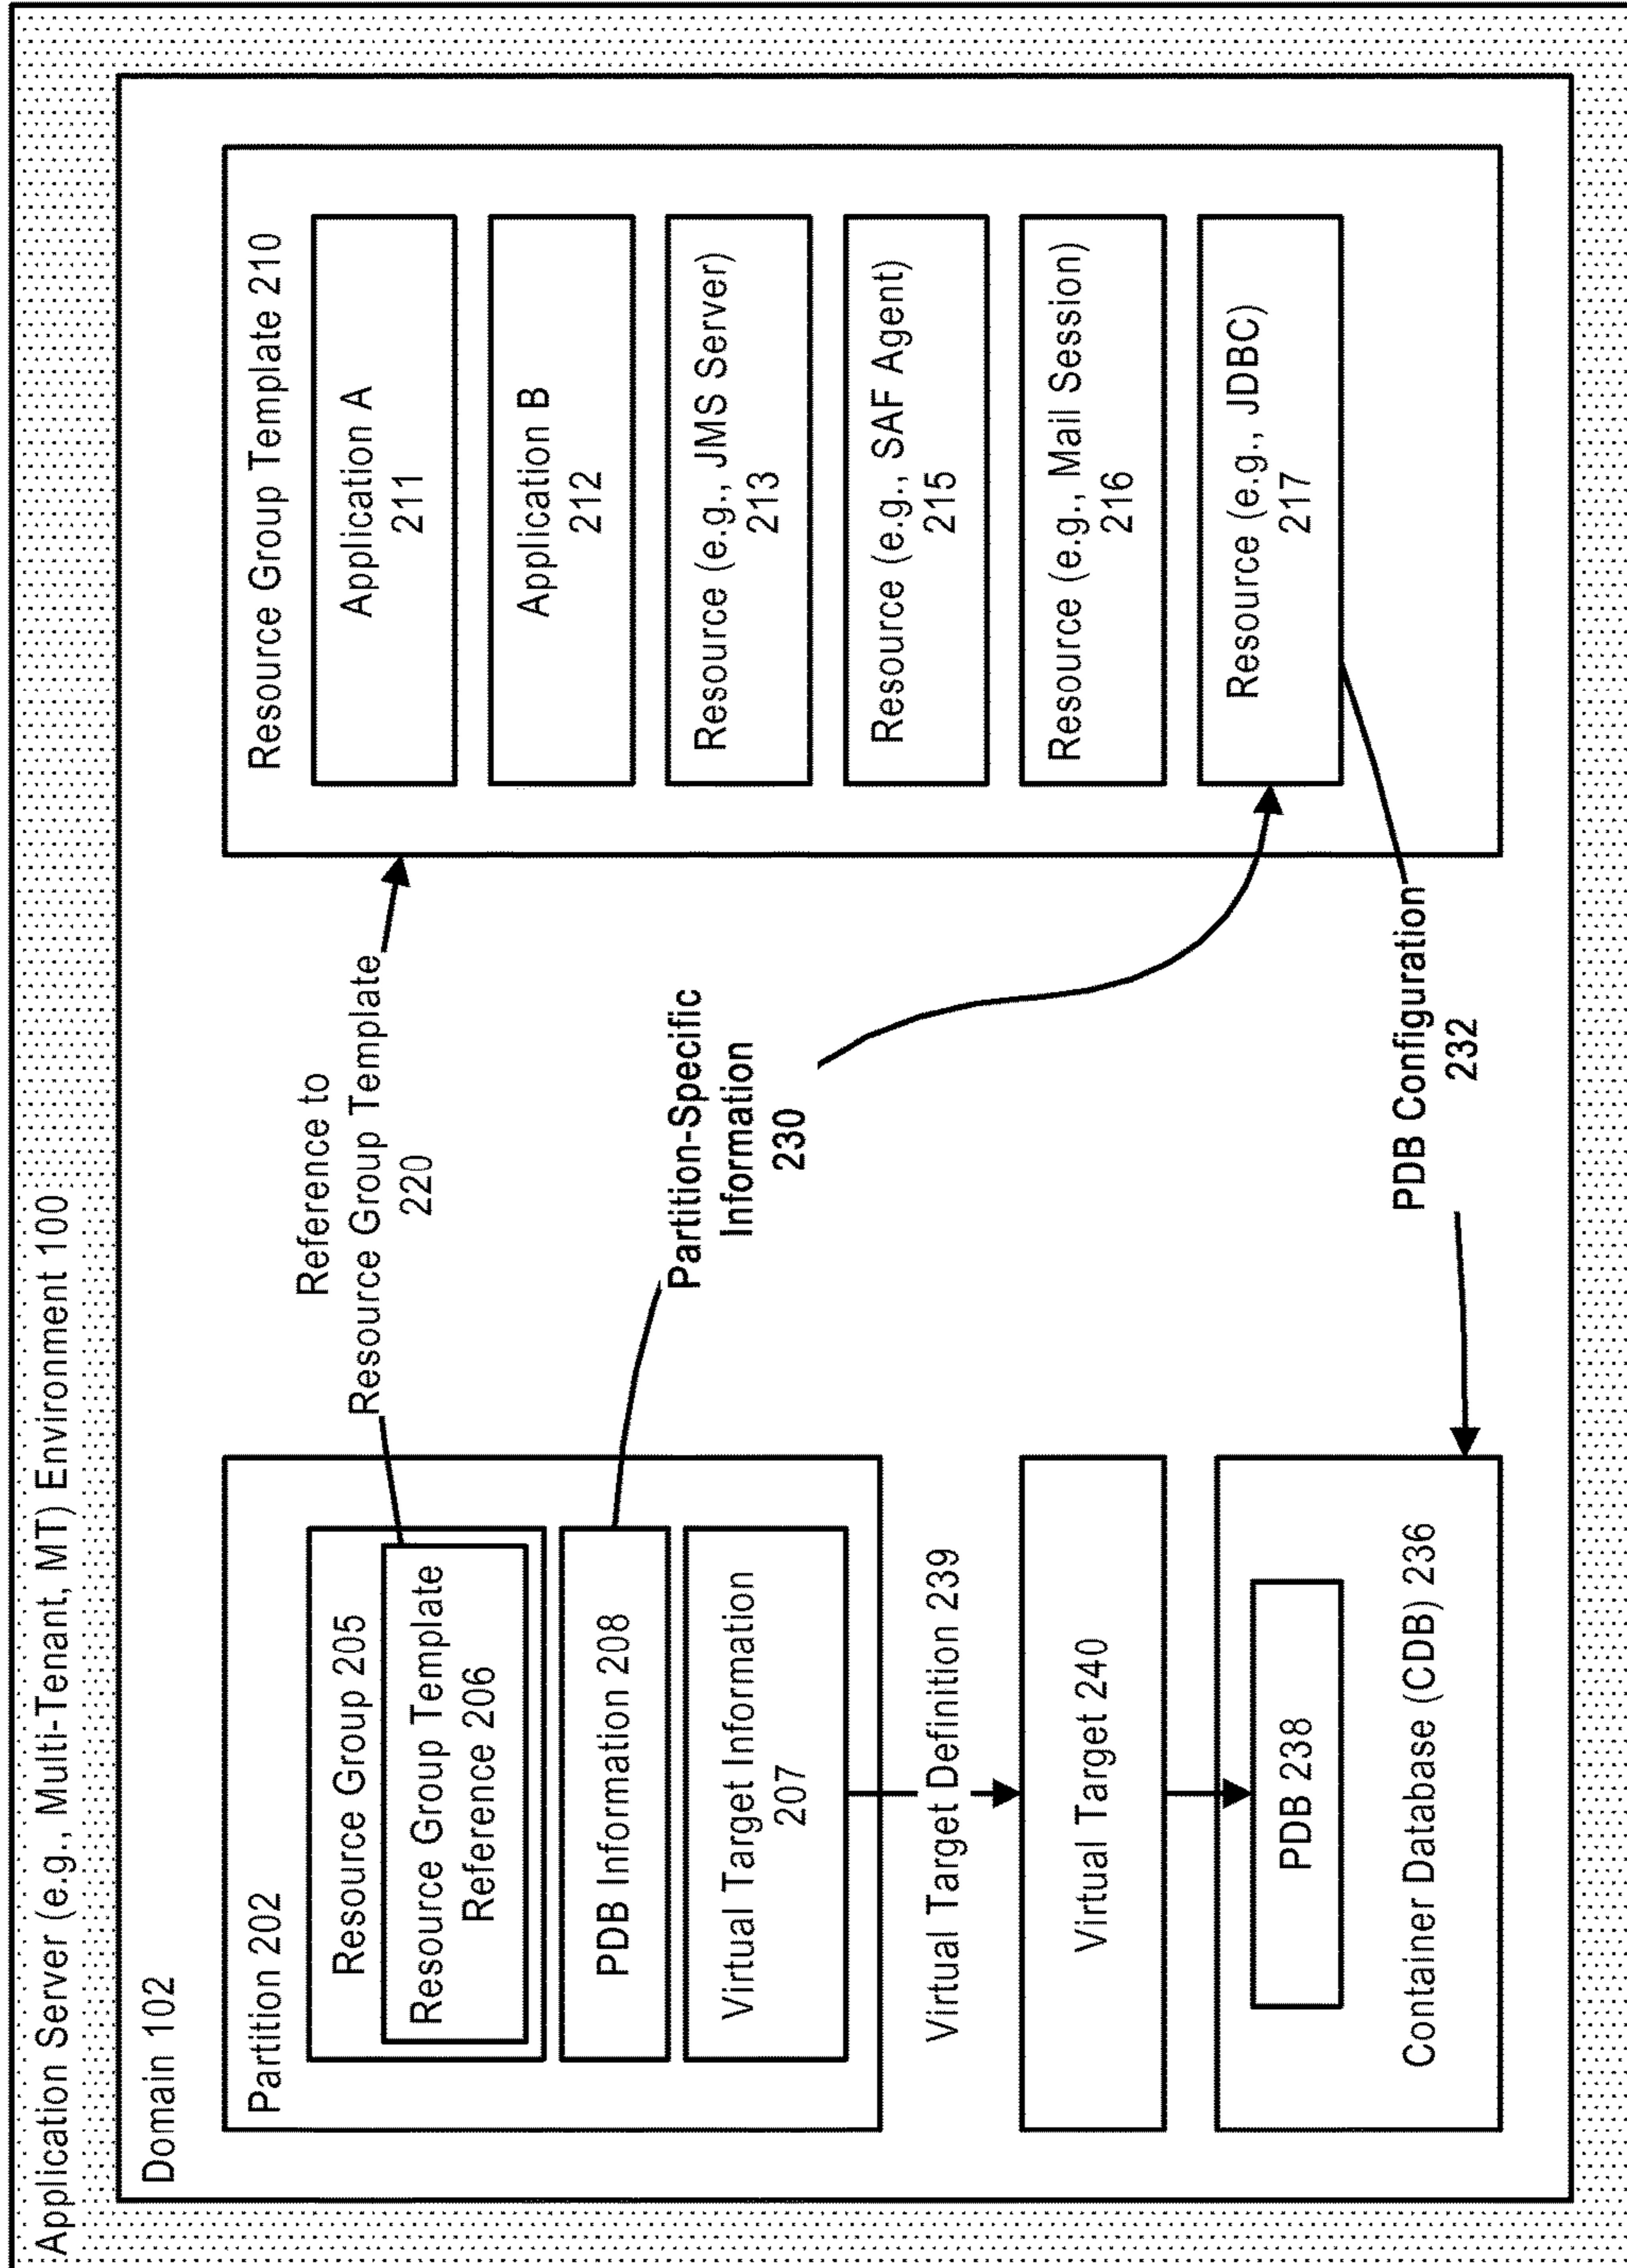 Application Server (e.g., Multi-Tenant, MT) Environment 100
Domain 102
Partition 202
Resource Group 205
Resource Group Template
Reference 206
PDB Information 208
Virtual Target Information
207
Virtual Target Definition 239
Virtual Target 240
PDB 238
Container Database (CDB) 236
Reference to
Resource Group Template
220
Partition-Specific
Information
230
PDB Configuration
232
Resource Group Template 210
Application A
211
Application B
212
Resource (e.g., JMS Server)
213
Resource (e.g., SAF Agent)
215
Resource (e.g., Mail Session)
216
Resource (e.g., JDBC)
217